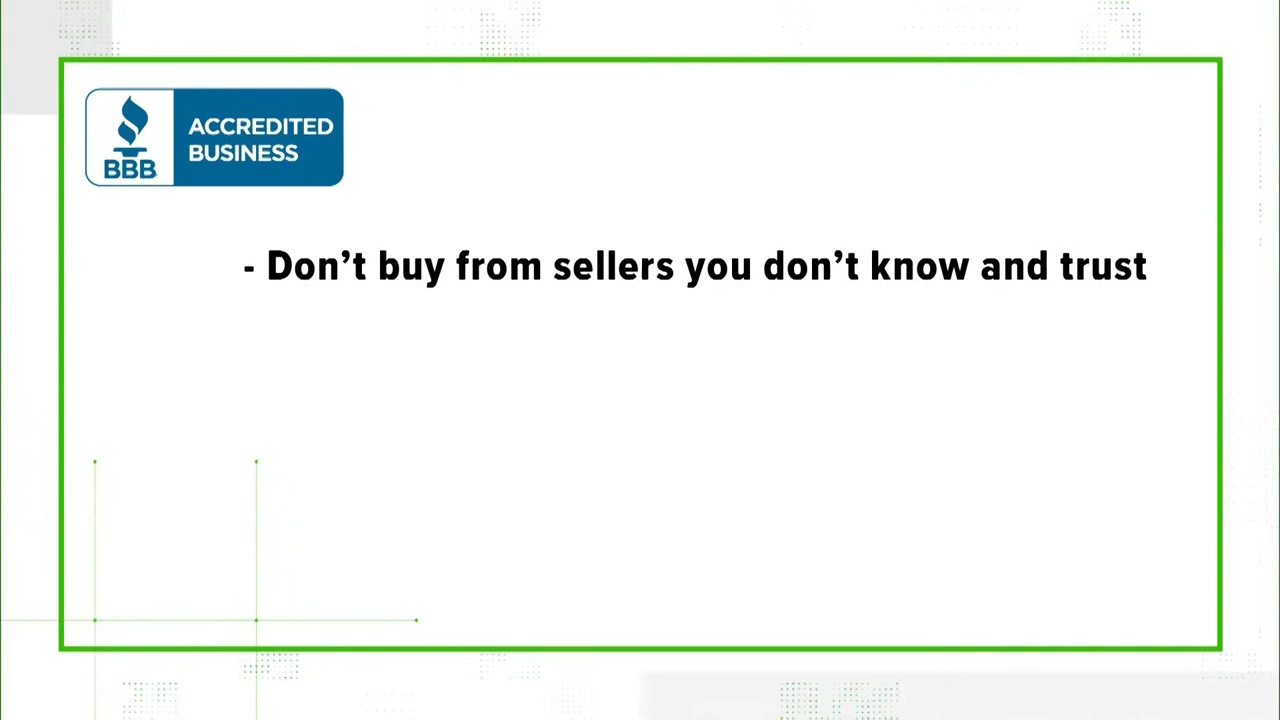 ACCREDITED
BUSINESS
BBB
- Don’t buy from sellers you don’t know and trust